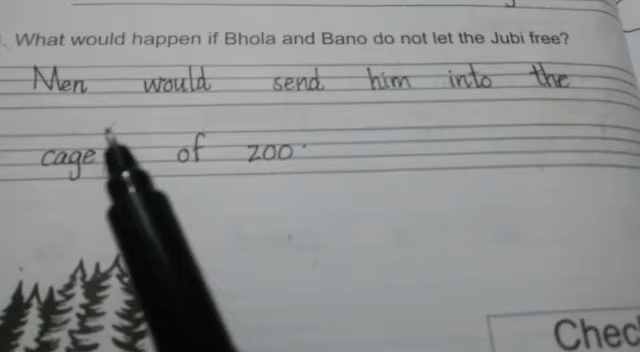 . What would happen if Bhola and Bano do not let the Jubi free?
Men would send him into the
cage of zoo.
Chec